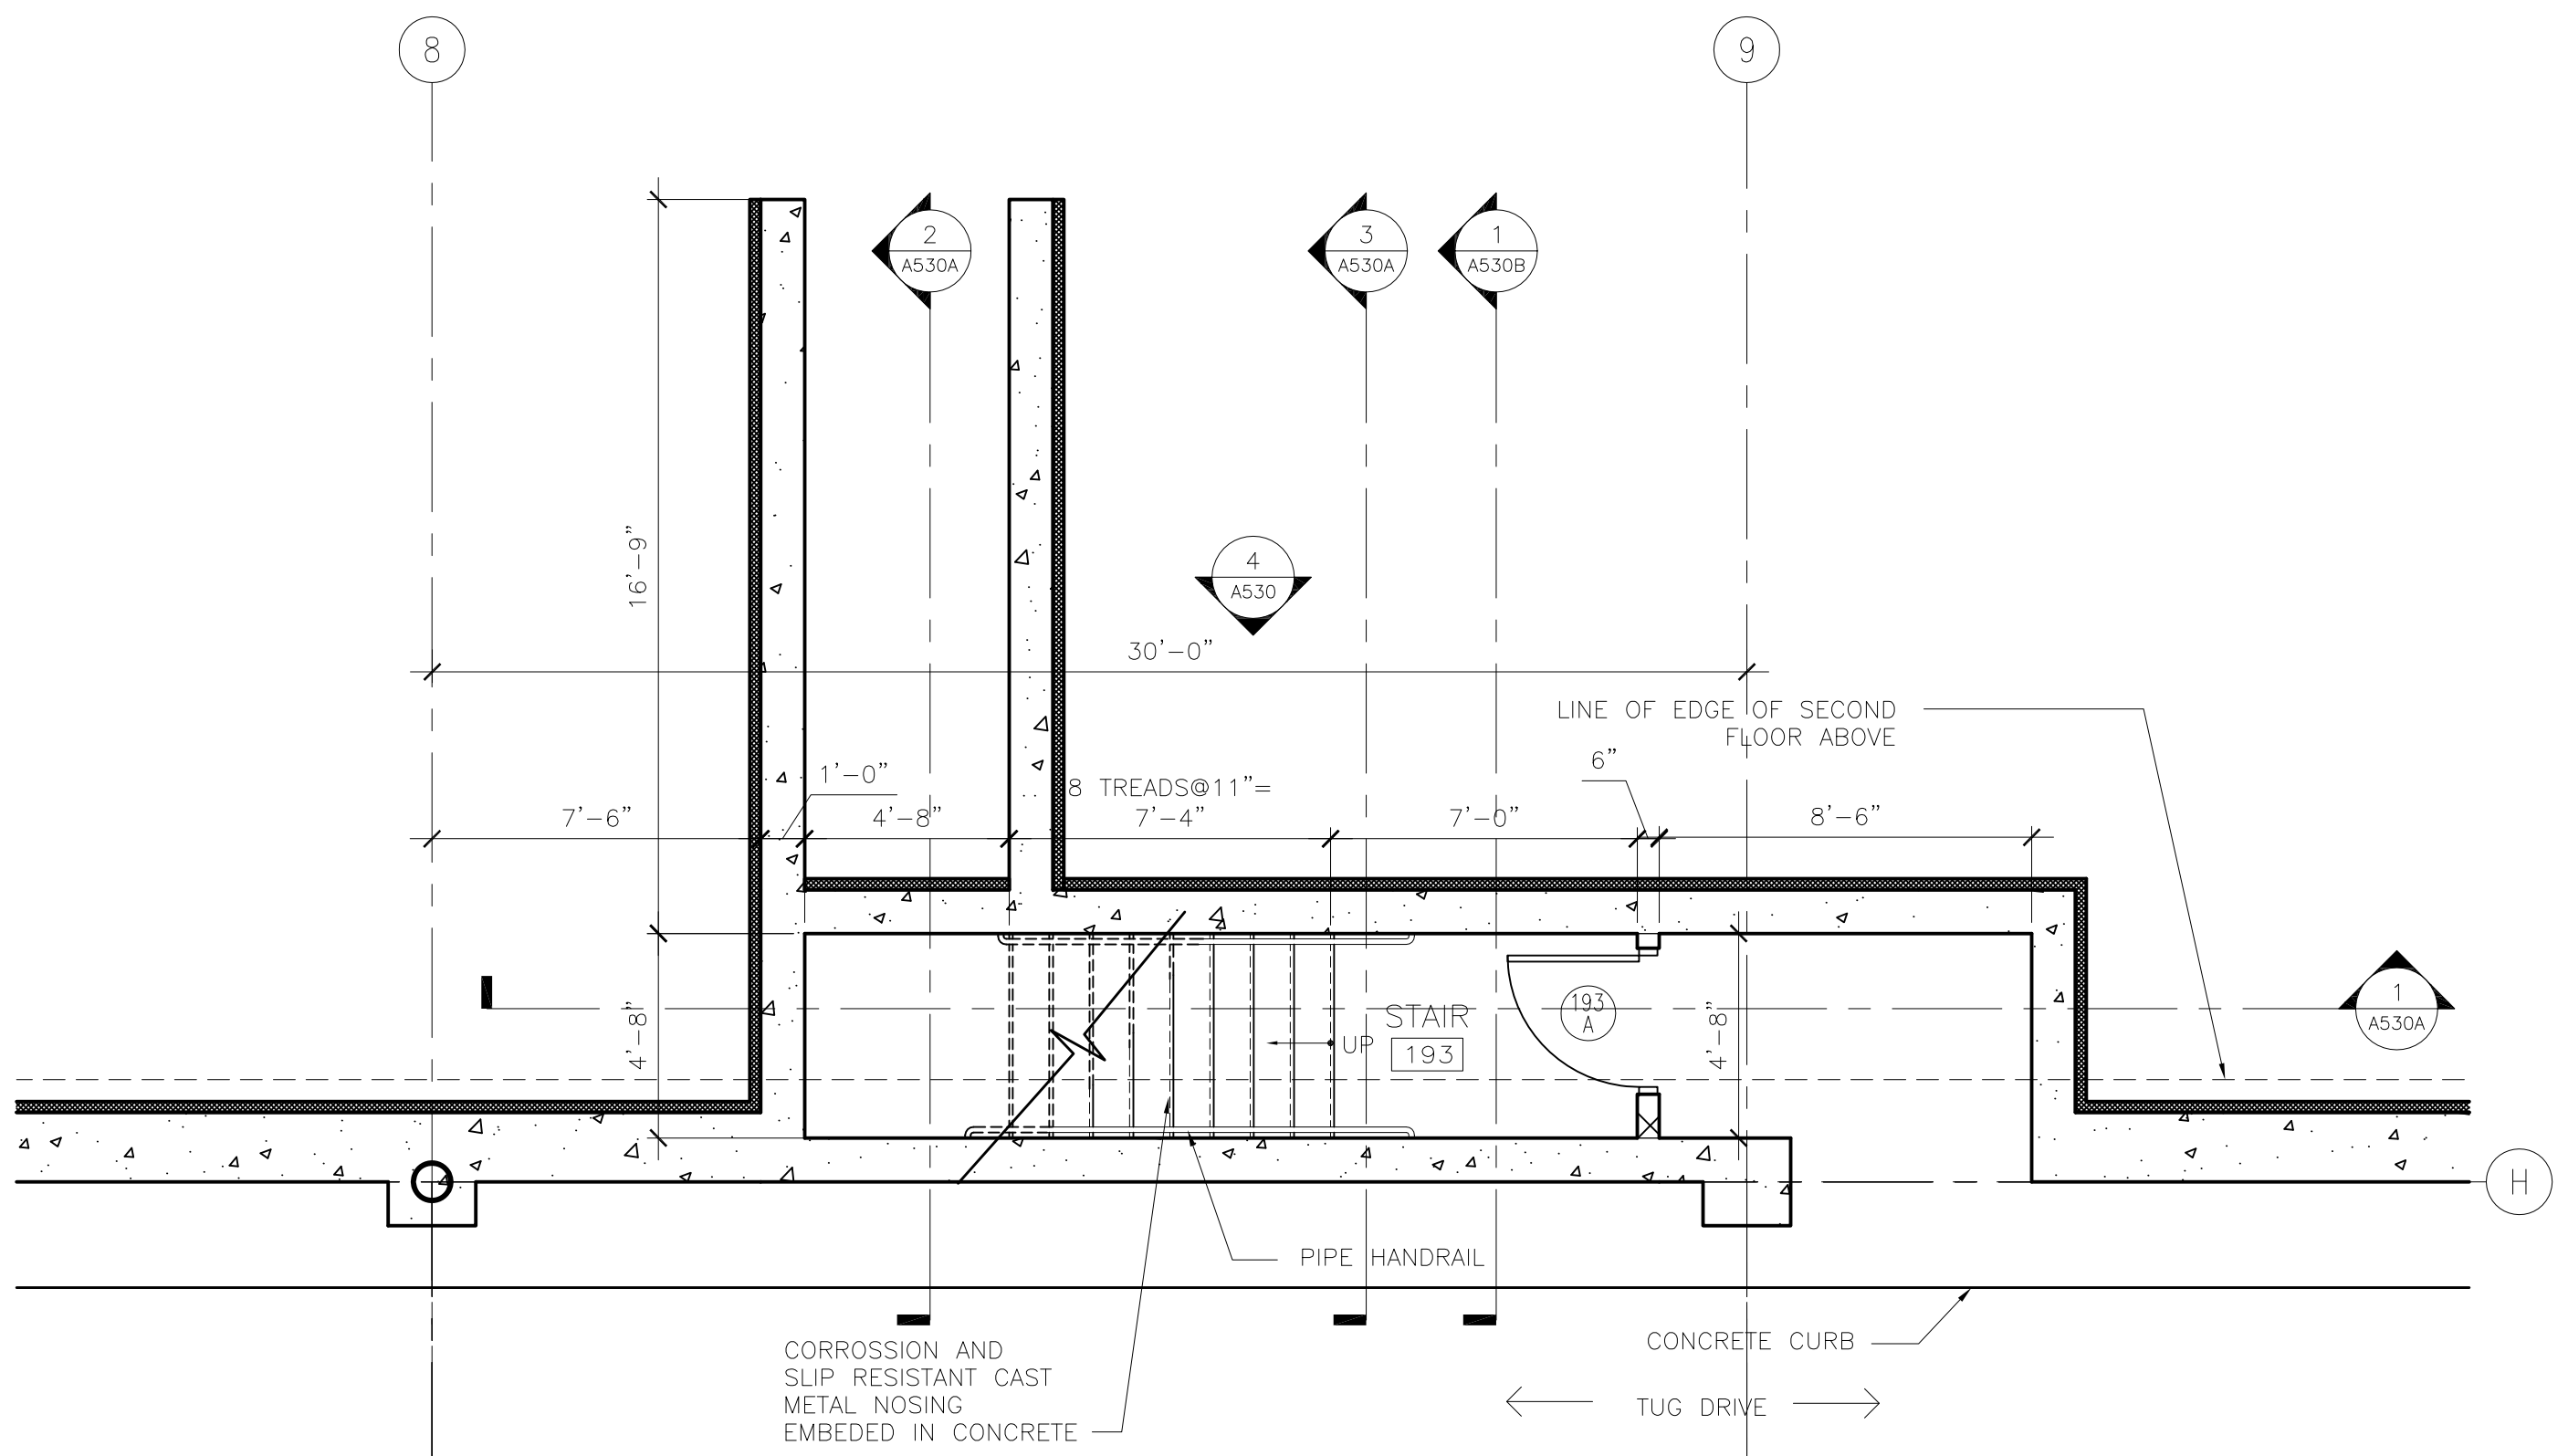 8
9
2
A530A
3
A530A
1
A530B
4
A530
16'-9"
30'-0"
LINE OF EDGE OF SECOND
FLOOR ABOVE
6"
1'-0"
8 TREADS@11"=
7'-6"
4'-8"
7'-4"
7'-0"
8'-6"
4'-8"
STAIR
UP
193
193
A
4'-8"
1
A530A
H
PIPE HANDRAIL
CORROSSION AND
SLIP RESISTANT CAST
METAL NOSING
EMBEDED IN CONCRETE
CONCRETE CURB
TUG DRIVE